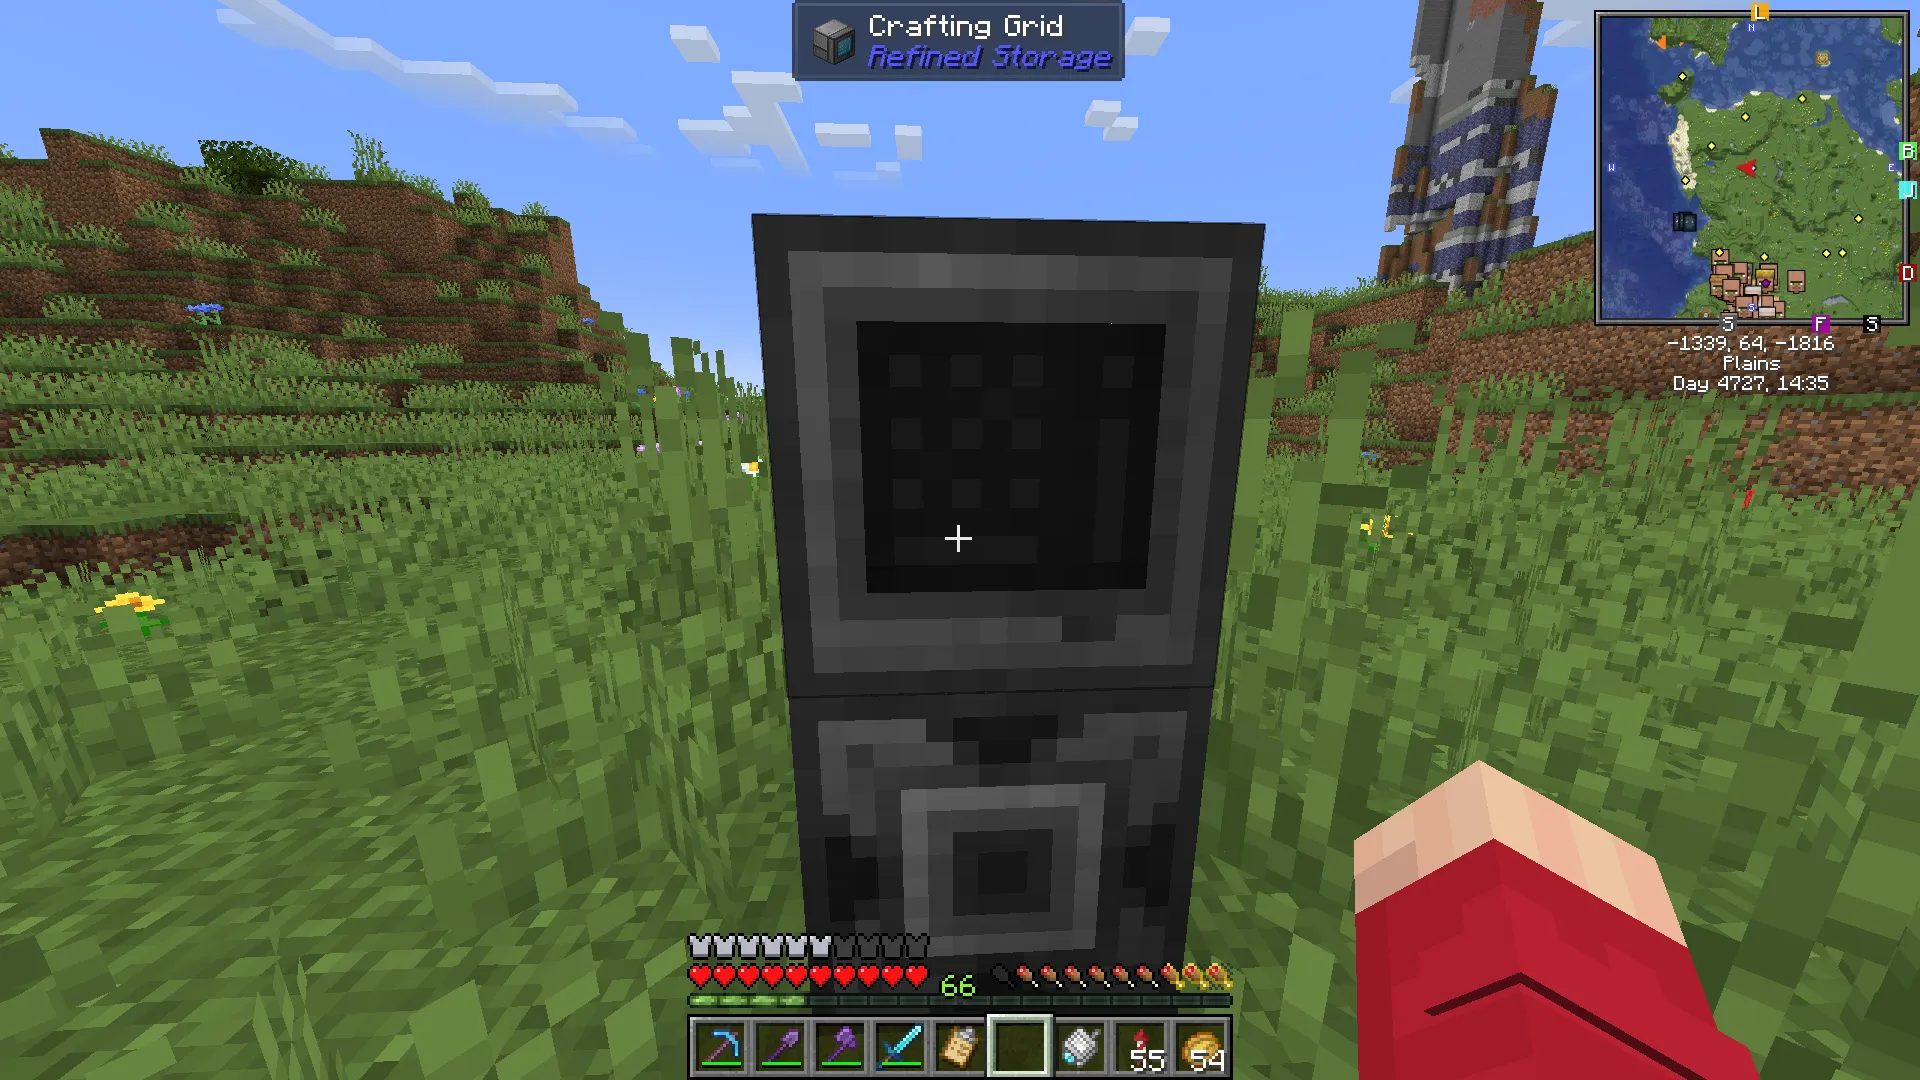 Crafting Grid
Refined Storage
L
N
B
W
E
J
D
S
S
F
S
-1339, 64, -1816
Plains
Day 4727, 14:35
66
55
54